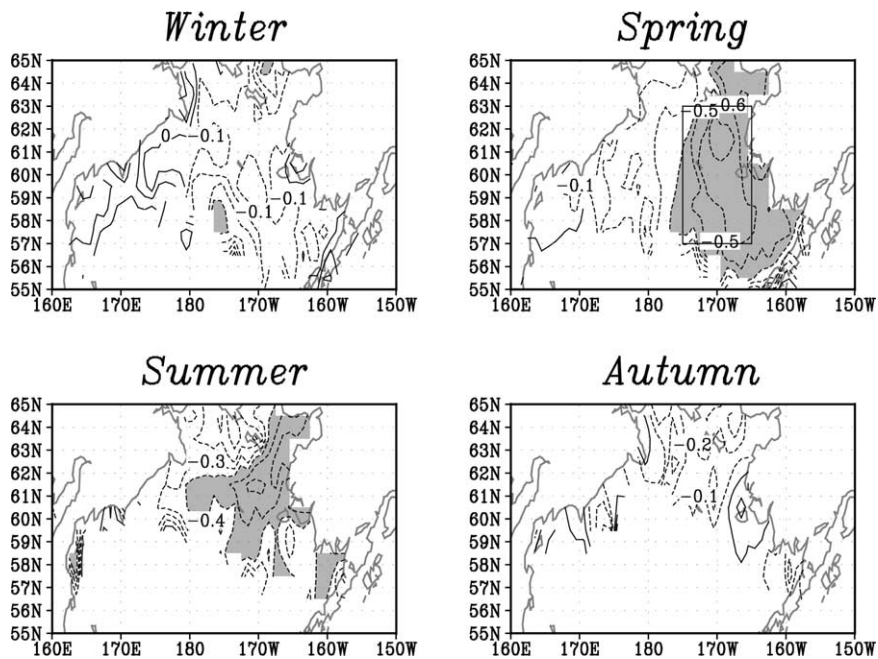 Winter
65N
64N
63N
62N
61N
60N
59N
58N
57N
56N
55N
160E 170E 180 170W 160W 150W
0
-0.1
-0.1
-0.1
Spring
65N
64N
63N
62N
61N
60N
59N
58N
57N
56N
55N
160E 170E 180 170W 160W 150W
-0.5
0.6
-0.1
-0.5
Summer
65N
64N
63N
62N
61N
60N
59N
58N
57N
56N
55N
160E 170E 180 170W 160W 150W
-0.3
-0.4
Autumn
65N
64N
63N
62N
61N
60N
59N
58N
57N
56N
55N
160E 170E 180 170W 160W 150W
-0.2
-0.1